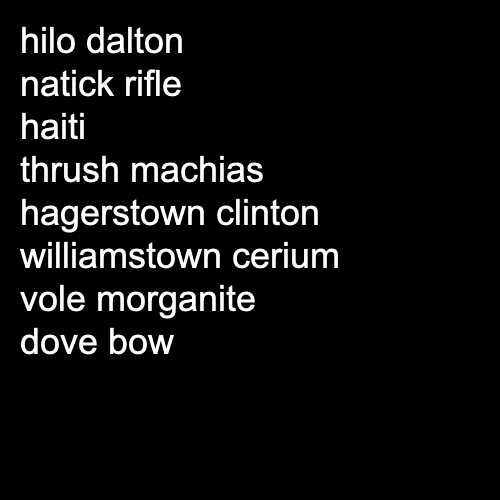 hilo dalton
natick rifle
haiti
thrush machias
hagerstown clinton
williamstown cerium
vole morganite
dove bow